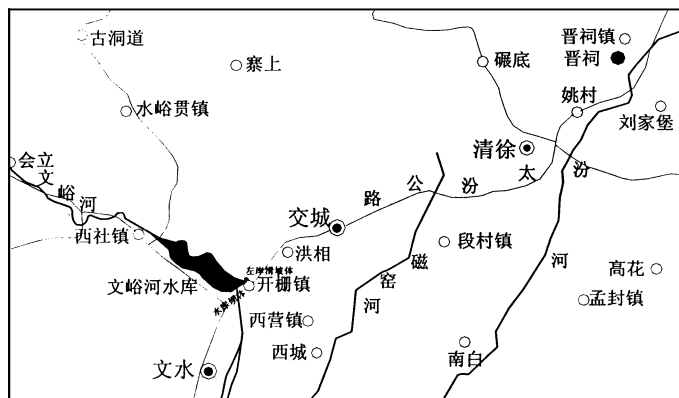 古洞道
寨上
碾底
晋祠镇
晋祠
水峪贯镇
姚村
刘家堡
会立
清徐
文峪河
太汾公路
汾河
交城
西社镇
洪相
段村镇
磁窑河
左岸滑坡体
开栅镇
文峪河水库
高花
孟封镇
西营镇
西城
南白
文水